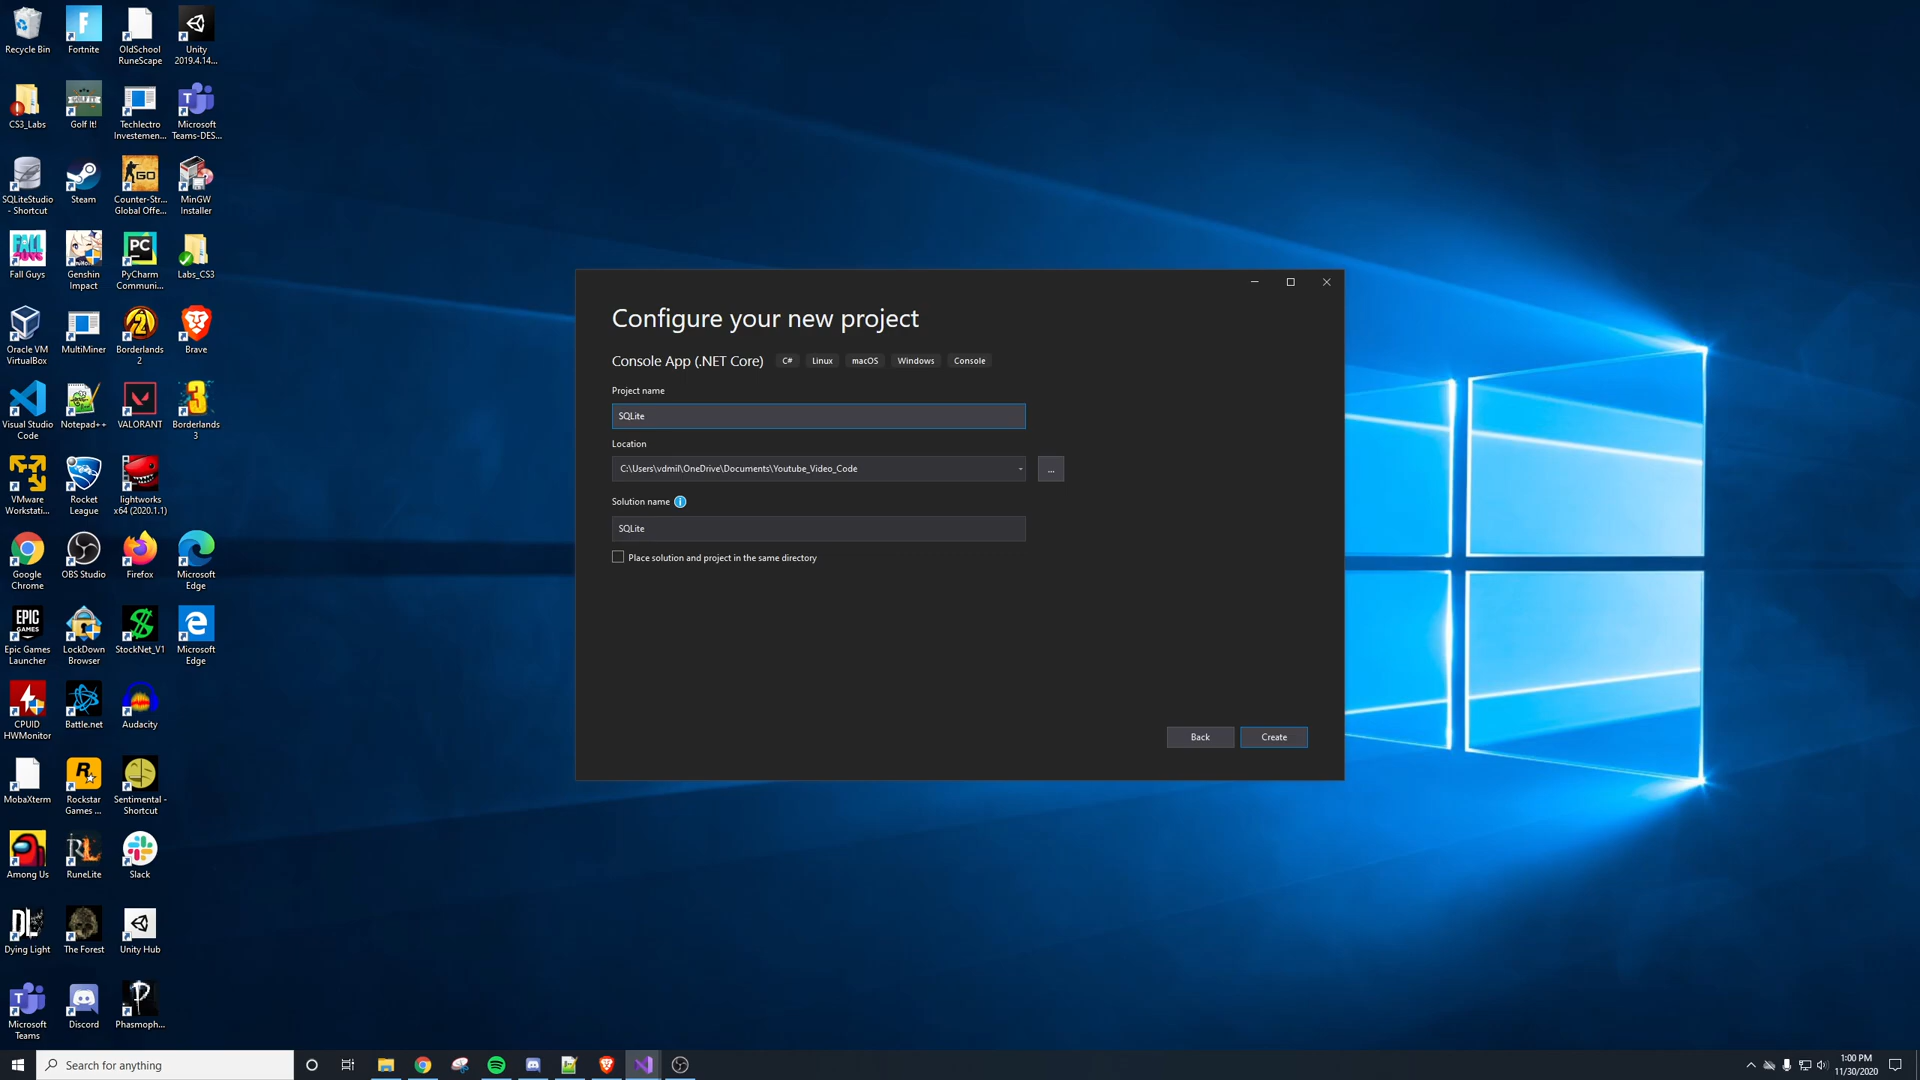 Recycle Bin
Fortnite
OldSchool
RuneScape
Unity
2019.4.14...
CS3_Labs
Golf It!
Techlectro
Investemen...
Microsoft
Teams-DES...
SQLiteStudio
- Shortcut
Steam
Counter-Str...
Global Offe...
MinGW
Installer
Fall Guys
Genshin
Impact
PyCharm
Communi...
Labs_CS3
Oracle VM
VirtualBox
MultiMiner
Borderlands
2
Brave
Visual Studio
Code
Notepad++
VALORANT
Borderlands
3
VMware
Workstati...
Rocket
League
lightworks
x64 (2020.1.1)
Google
Chrome
OBS Studio
Firefox
Microsoft
Edge
Epic Games
Launcher
LockDown
Browser
StockNet_V1
Microsoft
Edge
CPUID
HWMonitor
Battle.net
Audacity
MobaXterm
Rockstar
Games ...
Sentimental -
Shortcut
Among Us
RuneLite
Slack
Dying Light
The Forest
Unity Hub
Microsoft
Teams
Discord
Phasmoph...
Configure your new project
Console App (.NET Core) C# Linux macOS Windows Console
Project name
SQLite
Location
C:\Users\vdmil\OneDrive\Documents\Youtube_Video_Code
...
Solution name
SQLite
Place solution and project in the same directory
Back
Create
Search for anything
1:00 PM
11/30/2020